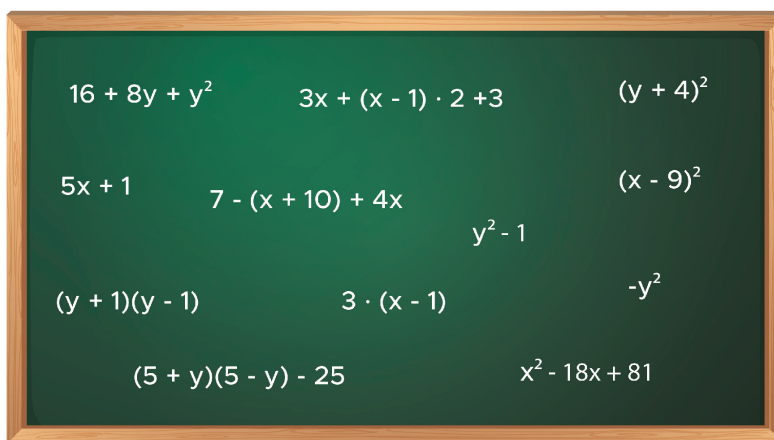 16 + 8y + y²
3x + (x - 1) · 2 +3
(y + 4)²
5x + 1
7 - (x + 10) + 4x
(x - 9)²
y² - 1
(y + 1)(y - 1)
3 · (x - 1)
-y²
(5 + y)(5 - y) - 25
x² - 18x + 81